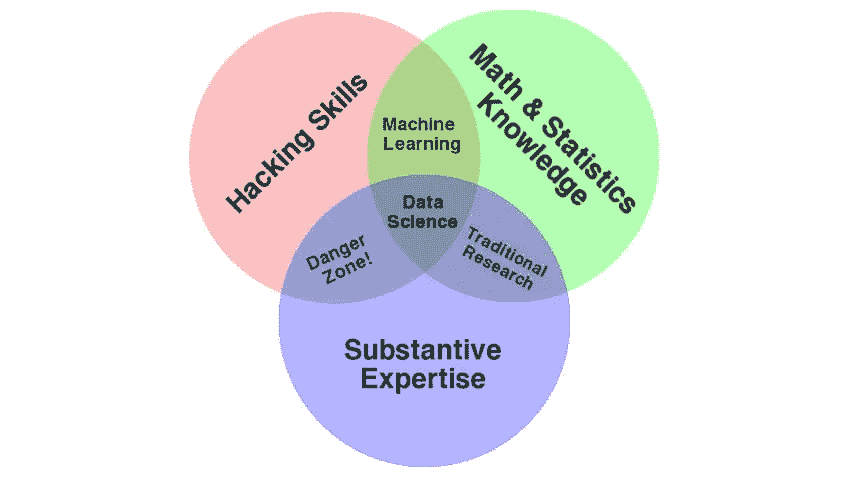 Hacking Skills
Math & Statistics
Knowledge
Machine
Learning
Data
Science
Danger
Zone!
Traditional
Research
Substantive
Expertise